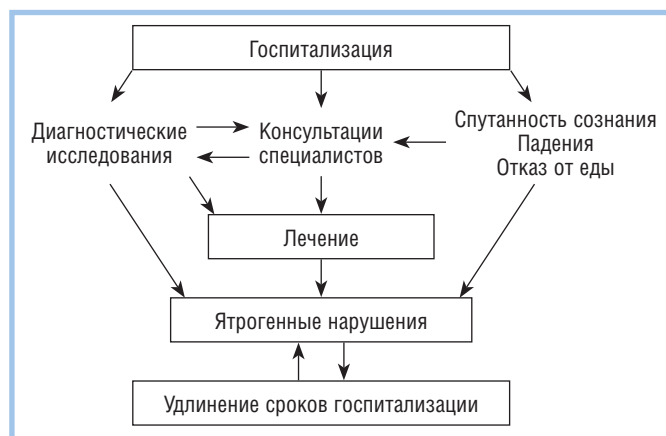 Госпитализация
Диагностические
исследования
Консультации
специалистов
Спутанность сознания
Падения
Отказ от еды
Лечение
Ятрогенные нарушения
Удлинение сроков госпитализации